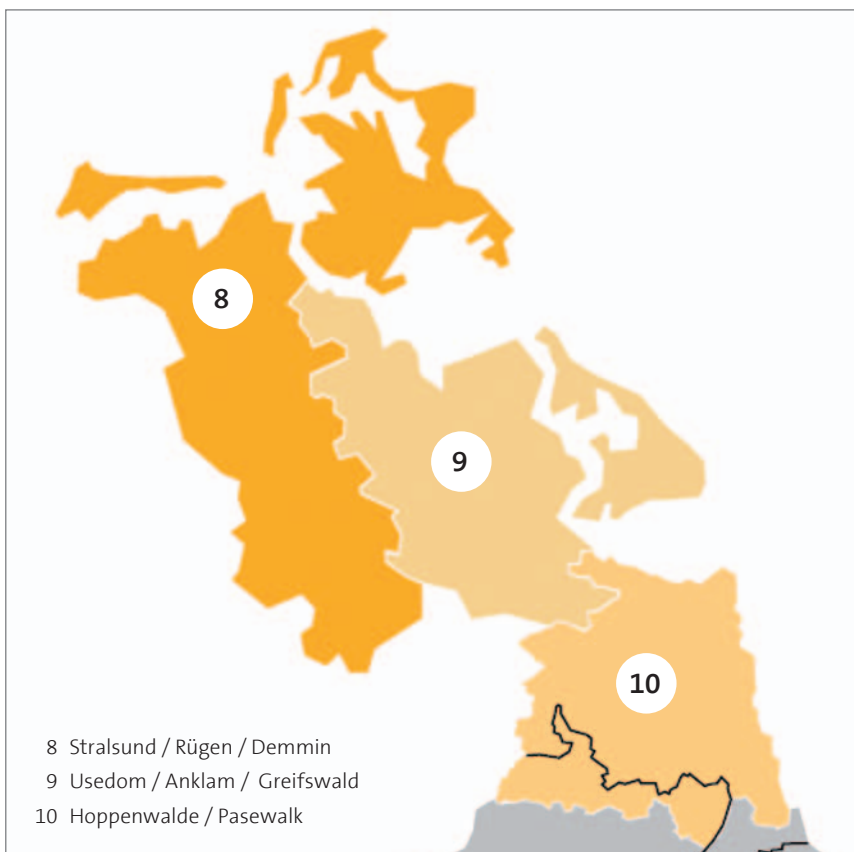 8
9
10
8 Stralsund / Rügen / Demmin
9 Usedom / Anklam / Greifswald
10 Hoppenwalde / Pasewalk